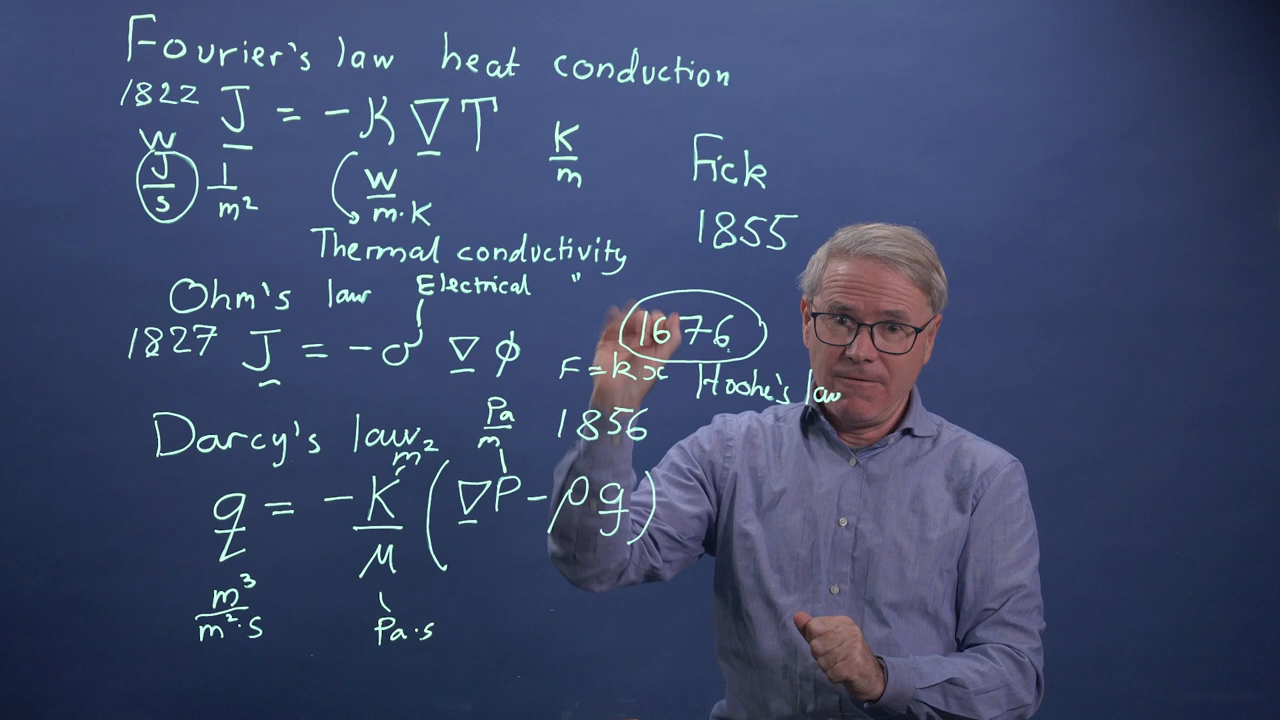 Fourier's law heat conduction
1822 J = -K ∇T
W
J/s 1/m² W/m·K K/m
Thermal conductivity
Fick
1855
Ohm's law Electrical "
1827 J = -σ ∇ φ
1676
F = kx Hooke's law
Darcy's law 1856
m² Pa/m
q = -K/μ (∇P - ρg)
m³/m²·s Pa·s